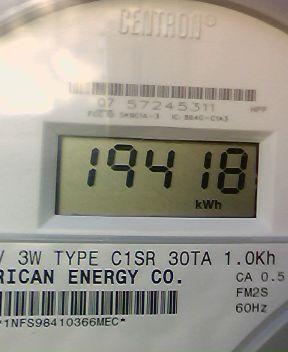 CENTRON®
07 57245311 HPP
19418
kWh
V 3W TYPE C1SR 30TA 1.0Kh
RICAN ENERGY CO.
CA 0.5
FM2S
60Hz
*1NFS98410366MEC*